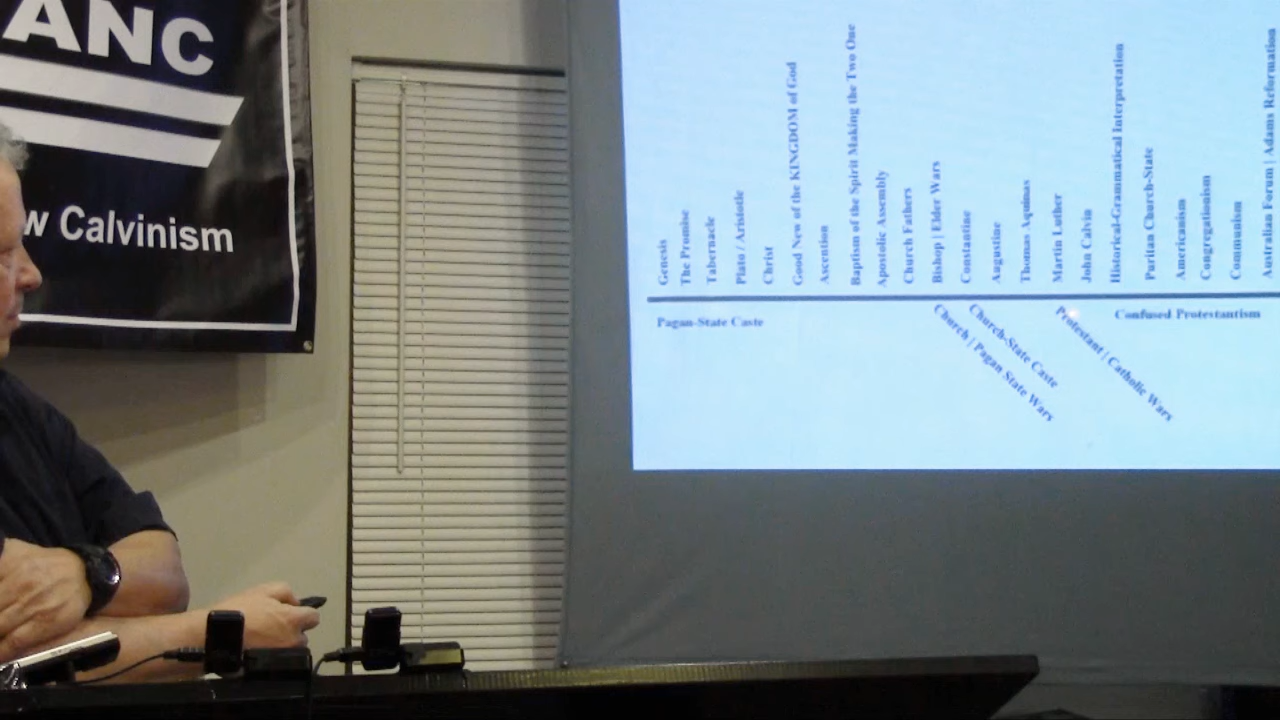 ANC
w Calvinism
Genesis
The Promise
Tabernacle
Plato / Aristotle
Christ
Good New of the KINGDOM of God
Ascention
Baptism of the Spirit Making the Two One
Apostolic Assembly
Church Fathers
Bishop | Elder Wars
Constantine
Augustine
Thomas Aquinas
Martin Luther
John Calvin
Historical-Grammatical Interpretation
Puritan Church-State
Americanism
Congregationism
Communism
Australian Forum | Adams Reformation
Pagan-State Caste
Church | Pagan State Wars
Church-State Caste
Protestant | Catholic Wars
Confused Protestantism